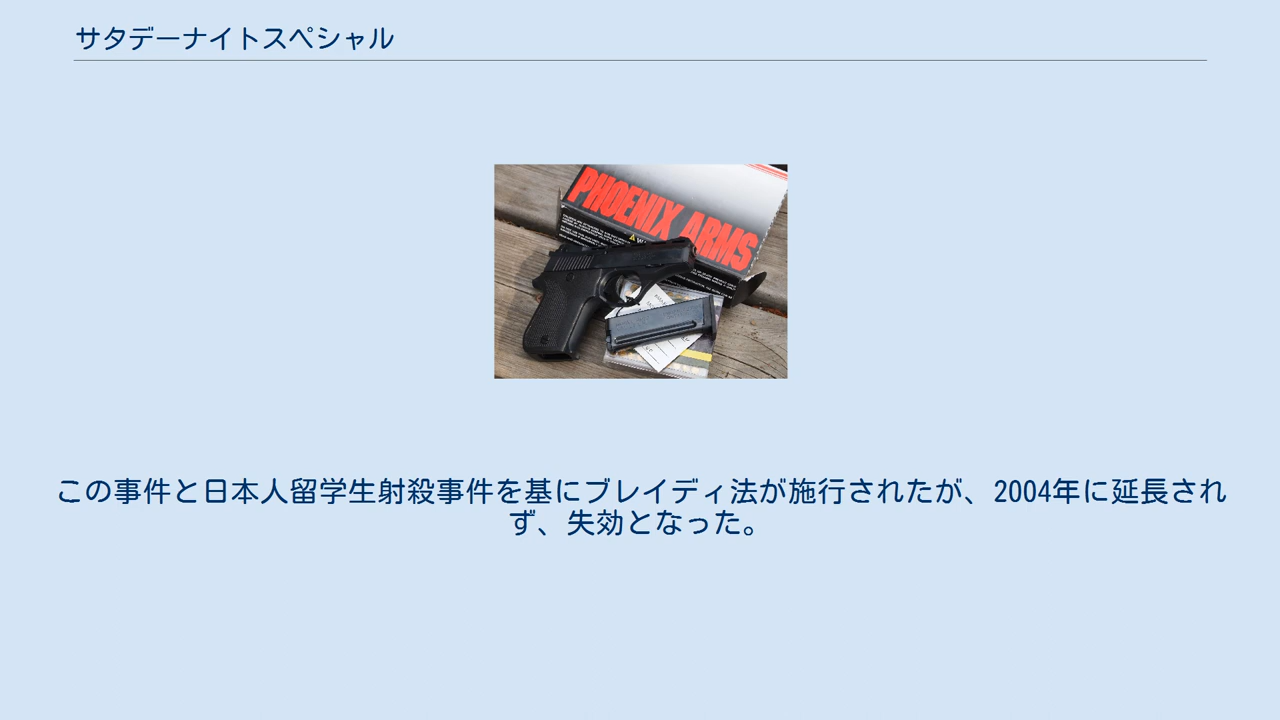 サタデーナイトスペシャル
PHOENIX ARMS
この事件と日本人留学生射殺事件を基にブレイディ法が施行されたが、2004年に延長され
ず、失効となった。